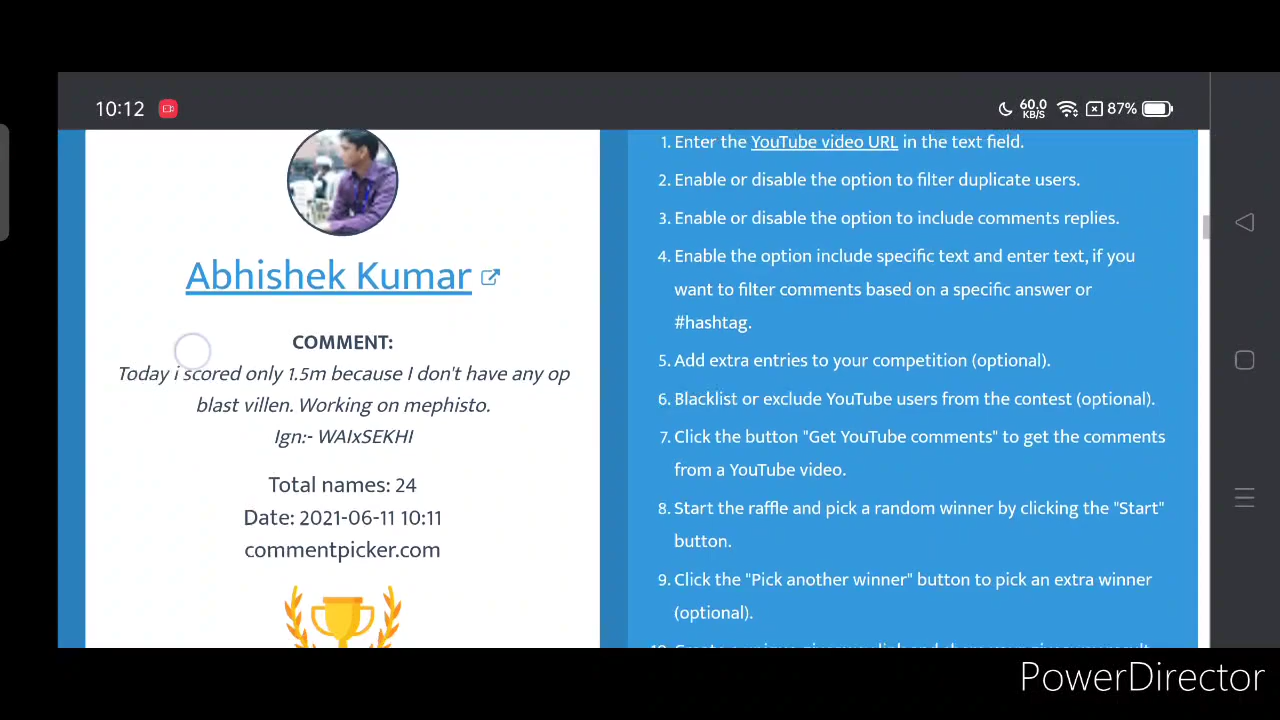 10:12
60.0
KB/S
87%
Abhishek Kumar
COMMENT:
Today i scored only 1.5m because I don't have any op
blast villen. Working on mephisto.
Ign:- WAIxSEKHI
Total names: 24
Date: 2021-06-11 10:11
commentpicker.com
1. Enter the YouTube video URL in the text field.
2. Enable or disable the option to filter duplicate users.
3. Enable or disable the option to include comments replies.
4. Enable the option include specific text and enter text, if you
want to filter comments based on a specific answer or
#hashtag.
5. Add extra entries to your competition (optional).
6. Blacklist or exclude YouTube users from the contest (optional).
7. Click the button "Get YouTube comments" to get the comments
from a YouTube video.
8. Start the raffle and pick a random winner by clicking the "Start"
button.
9. Click the "Pick another winner" button to pick an extra winner
(optional).
PowerDirector